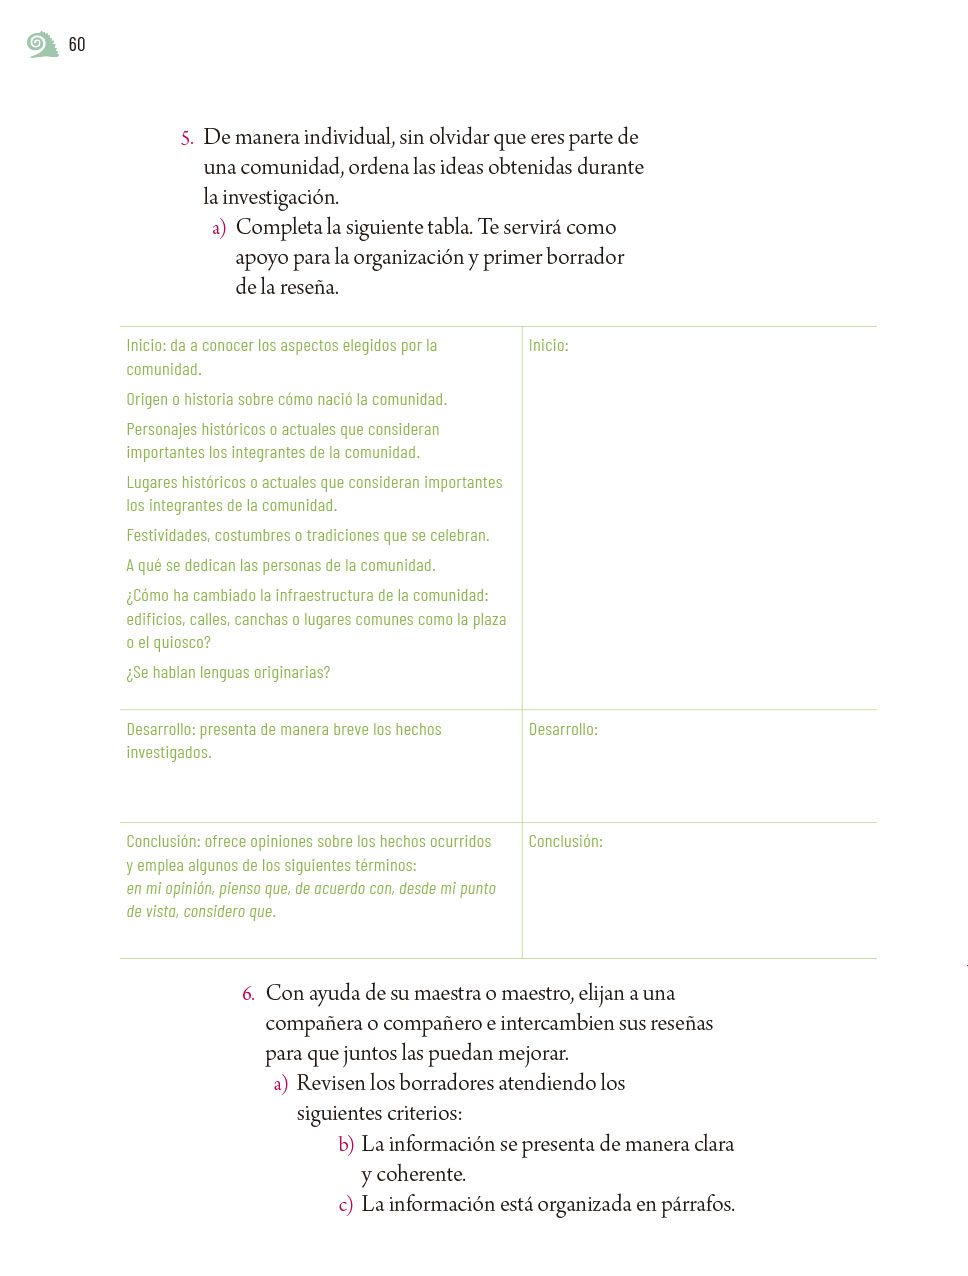 60
5. De manera individual, sin olvidar que eres parte de
una comunidad, ordena las ideas obtenidas durante
la investigación.
a) Completa la siguiente tabla. Te servirá como
apoyo para la organización y primer borrador
de la reseña.
Inicio: da a conocer los aspectos elegidos por la
comunidad.
Origen o historia sobre cómo nació la comunidad.
Personajes históricos o actuales que consideran
importantes los integrantes de la comunidad.
Lugares históricos o actuales que consideran importantes
los integrantes de la comunidad.
Festividades, costumbres o tradiciones que se celebran.
A qué se dedican las personas de la comunidad.
¿Cómo ha cambiado la infraestructura de la comunidad:
edificios, calles, canchas o lugares comunes como la plaza
o el quiosco?
¿Se hablan lenguas originarias?
Inicio:
Desarrollo: presenta de manera breve los hechos
investigados.
Desarrollo:
Conclusión: ofrece opiniones sobre los hechos ocurridos
y emplea algunos de los siguientes términos:
en mi opinión, pienso que, de acuerdo con, desde mi punto
de vista, considero que.
Conclusión:
6. Con ayuda de su maestra o maestro, elijan a una
compañera o compañero e intercambien sus reseñas
para que juntos las puedan mejorar.
a) Revisen los borradores atendiendo los
siguientes criterios:
b) La información se presenta de manera clara
y coherente.
c) La información está organizada en párrafos.